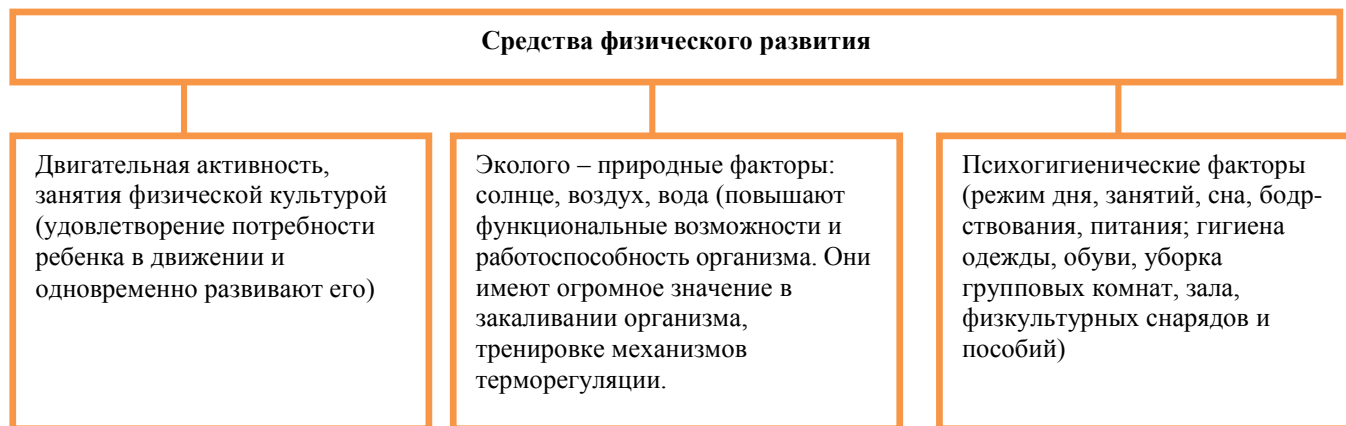 Средства физического развития
Двигательная активность,
занятия физической культурой
(удовлетворение потребности
ребенка в движении и
одновременно развивают его)
Эколого – природные факторы:
солнце, воздух, вода (повышают
функциональные возможности и
работоспособность организма. Они
имеют огромное значение в
закаливании организма,
тренировке механизмов
терморегуляции.
Психогигиенические факторы
(режим дня, занятий, сна, бодр-
ствования, питания; гигиена
одежды, обуви, уборка
групповых комнат, зала,
физкультурных снарядов и
пособий)